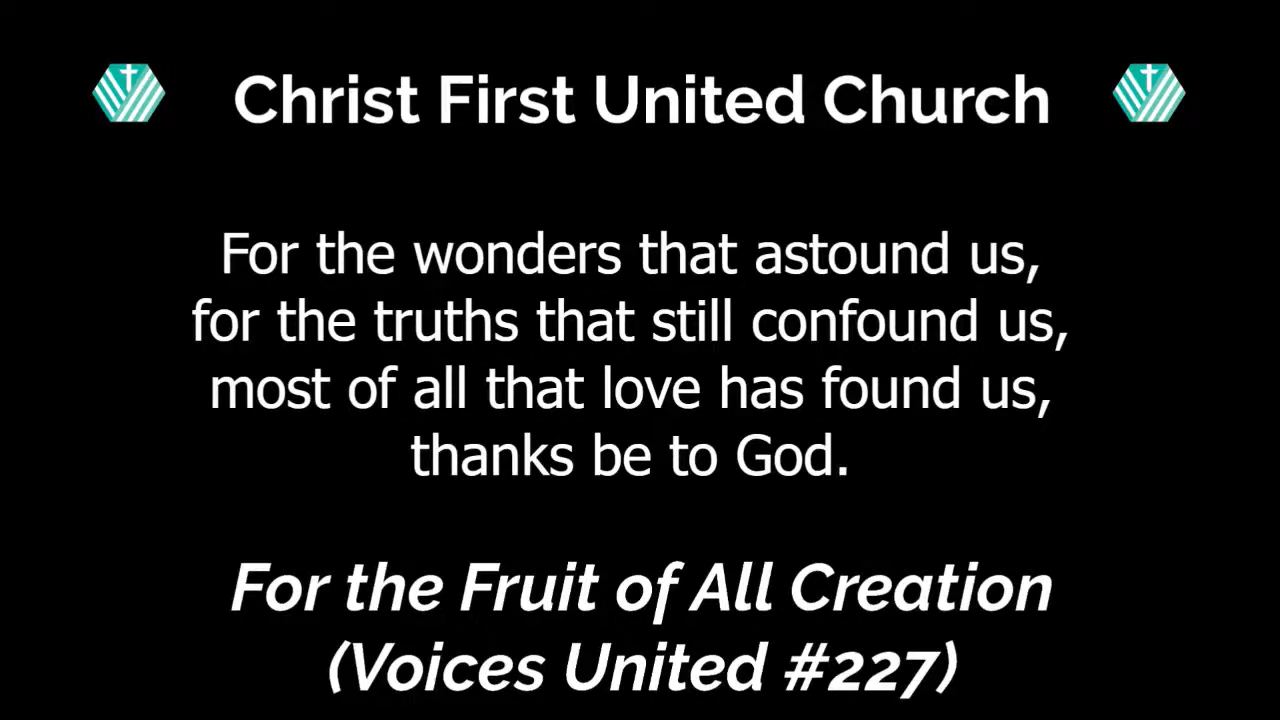 Christ First United Church
For the wonders that astound us,
for the truths that still confound us,
most of all that love has found us,
thanks be to God.
For the Fruit of All Creation
(Voices United #227)